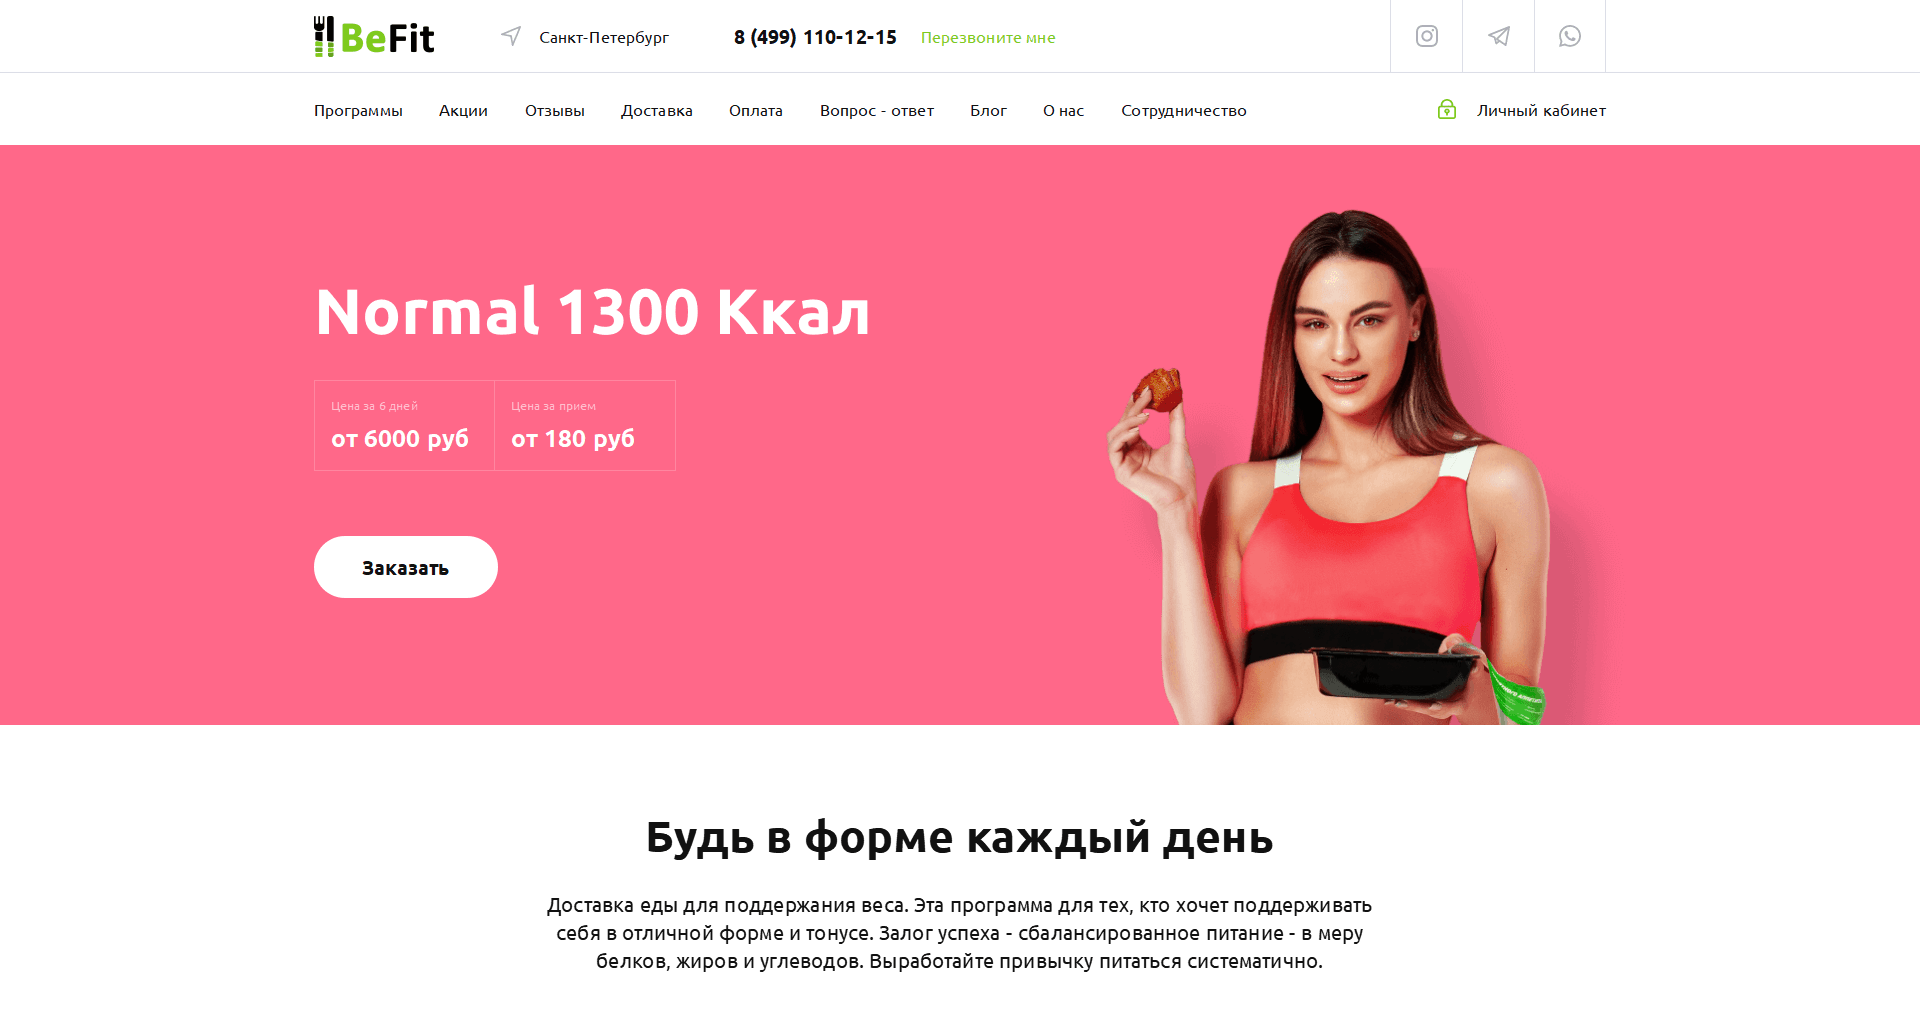 BeFit
Санкт-Петербург
8 (499) 110-12-15
Перезвоните мне
Программы
Акции
Отзывы
Доставка
Оплата
Вопрос - ответ
Блог
О нас
Сотрудничество
Личный кабинет
Normal 1300 Ккал
Цена за 6 дней
от 6000 руб
Цена за прием
от 180 руб
Заказать
Будь в форме каждый день
Доставка еды для поддержания веса. Эта программа для тех, кто хочет поддерживать
себя в отличной форме и тонусе. Залог успеха - сбалансированное питание - в меру
белков, жиров и углеводов. Выработайте привычку питаться систематично.